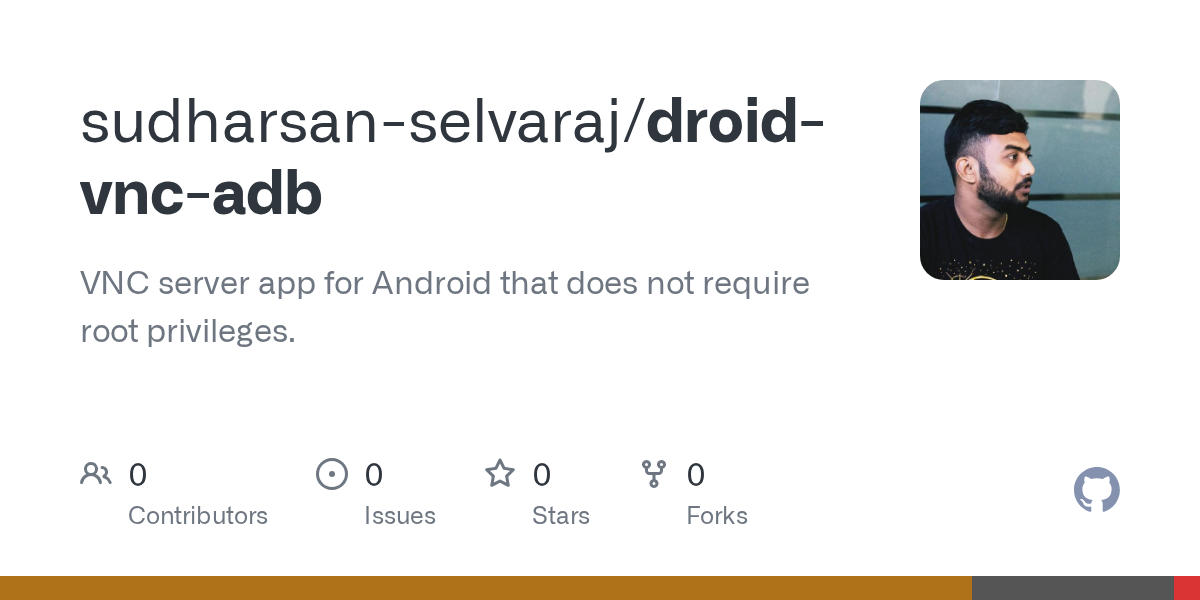 sudharsan-selvaraj/droid-
vnc-adb
VNC server app for Android that does not require
root privileges.
0 0 0 0
Contributors Issues Stars Forks